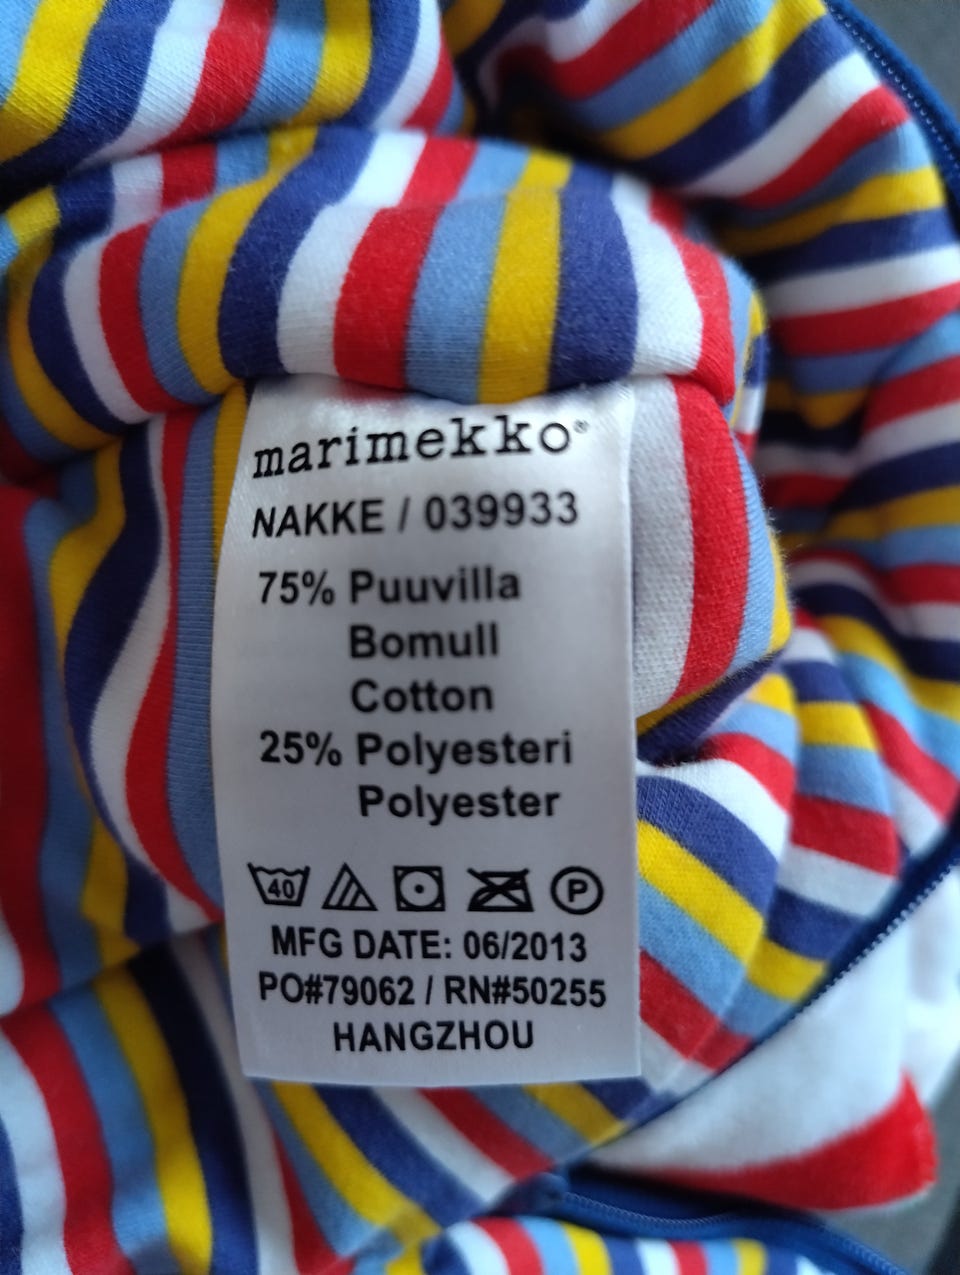 marimekko®
NAKKE / 039933
75% Puuvilla
Bomull
Cotton
25% Polyesteri
Polyester
40 P
MFG DATE: 06/2013
PO#79062 / RN#50255
HANGZHOU